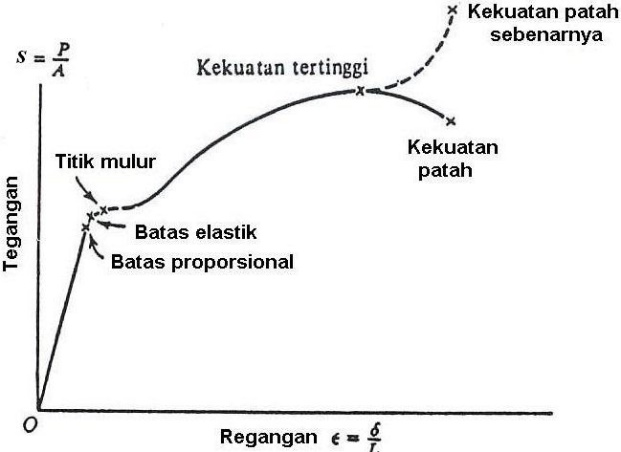 Kekuatan patah
sebenarnya
S = P/A
Kekuatan tertinggi
Kekuatan
patah
Titik mulur
Batas elastik
Batas proporsional
Tegangan
O
Regangan ϵ = δ/L